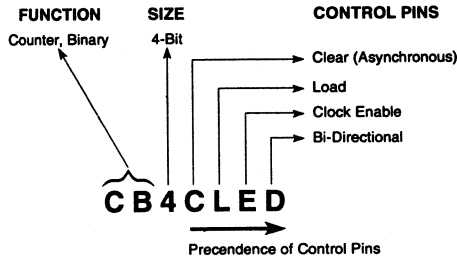 FUNCTION
SIZE
CONTROL PINS
Counter, Binary
4-Bit
Clear (Asynchronous)
Load
Clock Enable
Bi-Directional
CB4CLED
Precendence of Control Pins